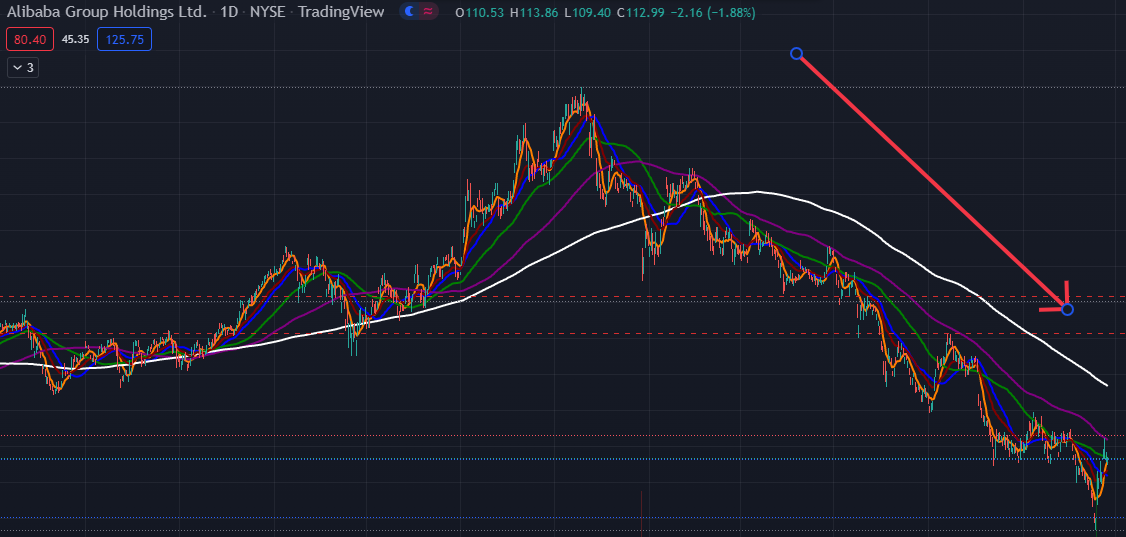 Alibaba Group Holdings Ltd. · 1D · NYSE · TradingView O110.53 H113.86 L109.40 C112.99 −2.16 (−1.88%)
80.40 45.35 125.75
3